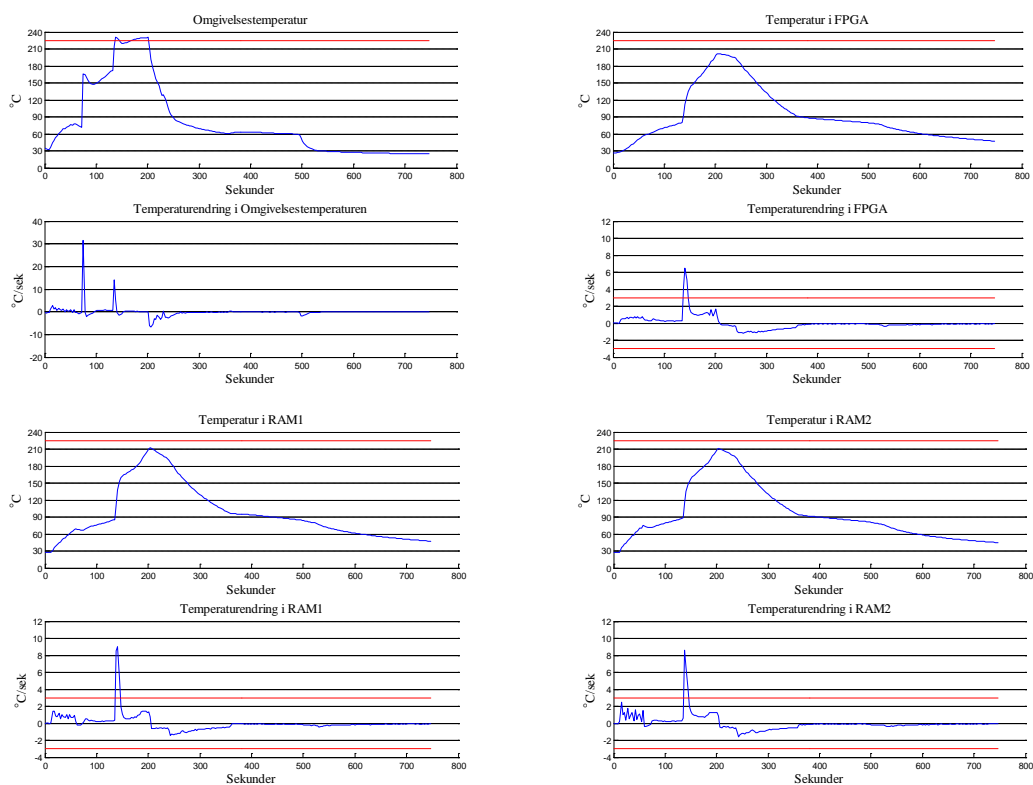 Omgivelsestemperatur
240
210
180
150
120
90
60
30
0
°C
0 100 200 300 400 500 600 700 800
Sekunder
Temperatur i FPGA
240
210
180
150
120
90
60
30
0
°C
0 100 200 300 400 500 600 700 800
Sekunder
Temperaturendring i Omgivelsestemperaturen
40
30
20
10
0
-10
-20
°C/sek
0 100 200 300 400 500 600 700 800
Sekunder
Temperaturendring i FPGA
12
10
8
6
4
2
0
-2
-4
°C/sek
0 100 200 300 400 500 600 700 800
Sekunder
Temperatur i RAM1
240
210
180
150
120
90
60
30
0
°C
0 100 200 300 400 500 600 700 800
Sekunder
Temperatur i RAM2
240
210
180
150
120
90
60
30
0
°C
0 100 200 300 400 500 600 700 800
Sekunder
Temperaturendring i RAM1
12
10
8
6
4
2
0
-2
-4
°C/sek
0 100 200 300 400 500 600 700 800
Sekunder
Temperaturendring i RAM2
12
10
8
6
4
2
0
-2
-4
°C/sek
0 100 200 300 400 500 600 700 800
Sekunder